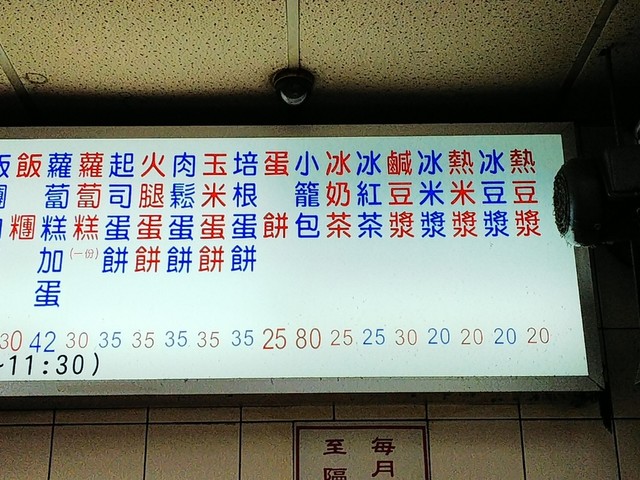 熱豆漿 20
冰豆漿 20
熱米漿 20
冰米漿 20
鹹豆漿 30
冰紅茶 25
冰奶茶 25
小籠包 80
蛋餅 25
培根蛋餅 35
玉米蛋餅 35
肉鬆蛋餅 35
火腿蛋餅 35
起司蛋餅 35
蘿蔔糕(一份) 30
蘿蔔糕加蛋 42
飯糰 30
11:30)
每月
至隔